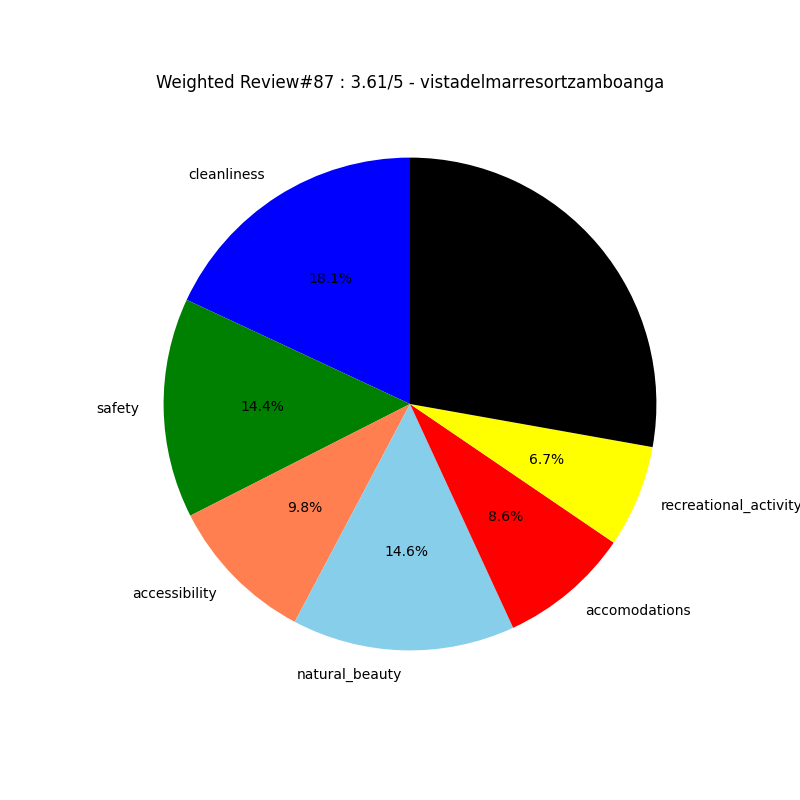 Weighted Review#87 : 3.61/5 - vistadelmarresortzamboanga
cleanliness
18.1%
safety
14.4%
accessibility
9.8%
natural_beauty
14.6%
accomodations
8.6%
recreational_activity
6.7%